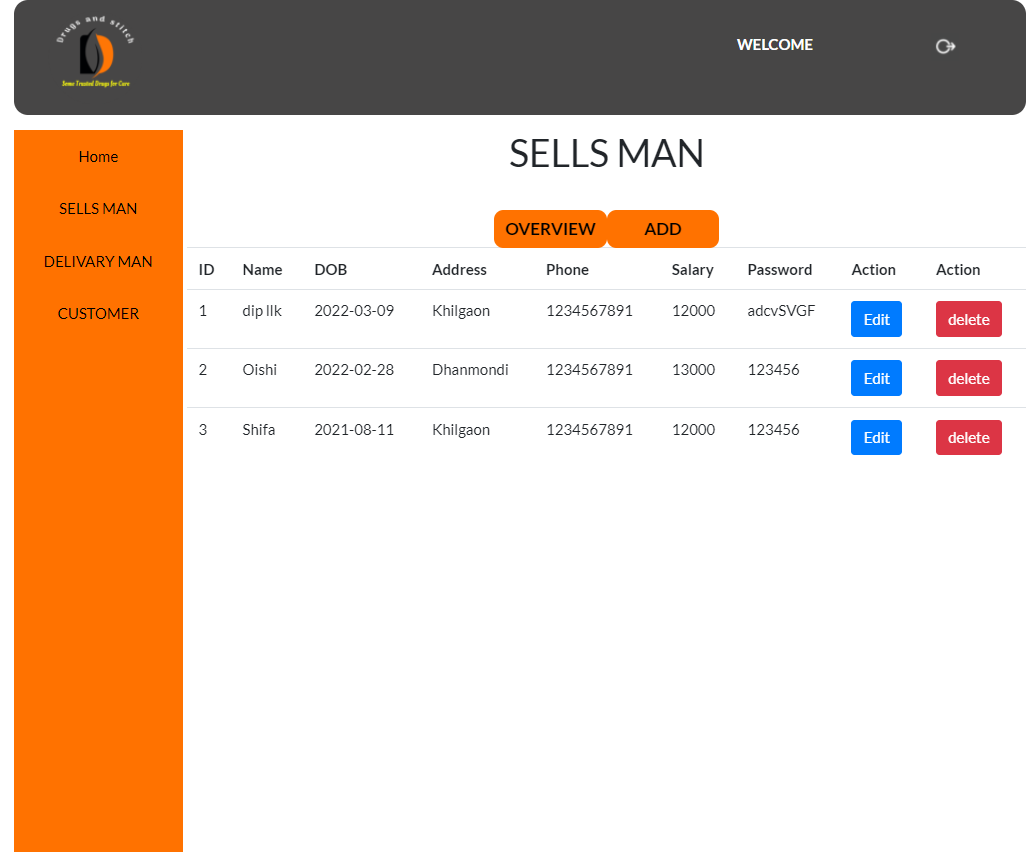 Drugs and stitch
Some Trusted Drugs for Cure
WELCOME
Home
SELLS MAN
DELIVARY MAN
CUSTOMER
SELLS MAN
OVERVIEW ADD
ID Name DOB Address Phone Salary Password Action Action
1 dip llk 2022-03-09 Khilgaon 1234567891 12000 adcvSVGF Edit delete
2 Oishi 2022-02-28 Dhanmondi 1234567891 13000 123456 Edit delete
3 Shifa 2021-08-11 Khilgaon 1234567891 12000 123456 Edit delete